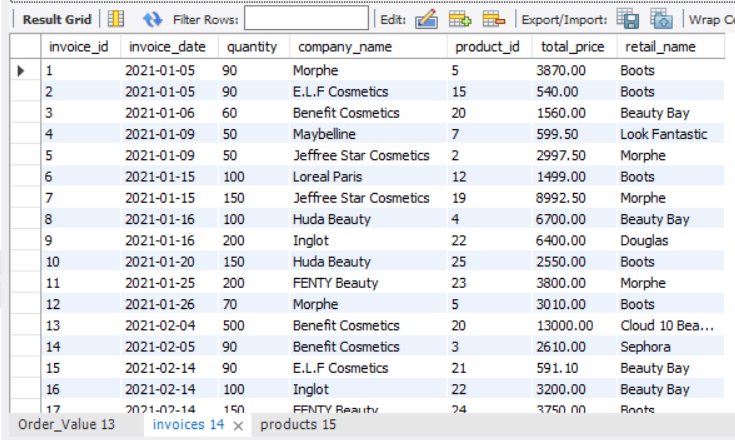 Result Grid Filter Rows: Edit: Export/Import: Wrap Ce
invoice_id invoice_date quantity company_name product_id total_price retail_name
1 2021-01-05 90 Morphe 5 3870.00 Boots
2 2021-01-05 90 E.L.F Cosmetics 15 540.00 Boots
3 2021-01-06 60 Benefit Cosmetics 20 1560.00 Beauty Bay
4 2021-01-09 50 Maybelline 7 599.50 Look Fantastic
5 2021-01-09 50 Jeffree Star Cosmetics 2 2997.50 Morphe
6 2021-01-15 100 Loreal Paris 12 1499.00 Boots
7 2021-01-15 150 Jeffree Star Cosmetics 19 8992.50 Morphe
8 2021-01-16 100 Huda Beauty 4 6700.00 Beauty Bay
9 2021-01-16 200 Inglot 22 6400.00 Douglas
10 2021-01-20 150 Huda Beauty 25 2550.00 Boots
11 2021-01-25 200 FENTY Beauty 23 3800.00 Morphe
12 2021-01-26 70 Morphe 5 3010.00 Boots
13 2021-02-04 500 Benefit Cosmetics 20 13000.00 Cloud 10 Bea...
14 2021-02-05 90 Benefit Cosmetics 3 2610.00 Sephora
15 2021-02-14 90 E.L.F Cosmetics 21 591.10 Beauty Bay
16 2021-02-14 100 Inglot 22 3200.00 Beauty Bay
17 2021-02-14 150 FENTY Beauty 24 3750.00 Boots
Order_Value 13 invoices 14 products 15